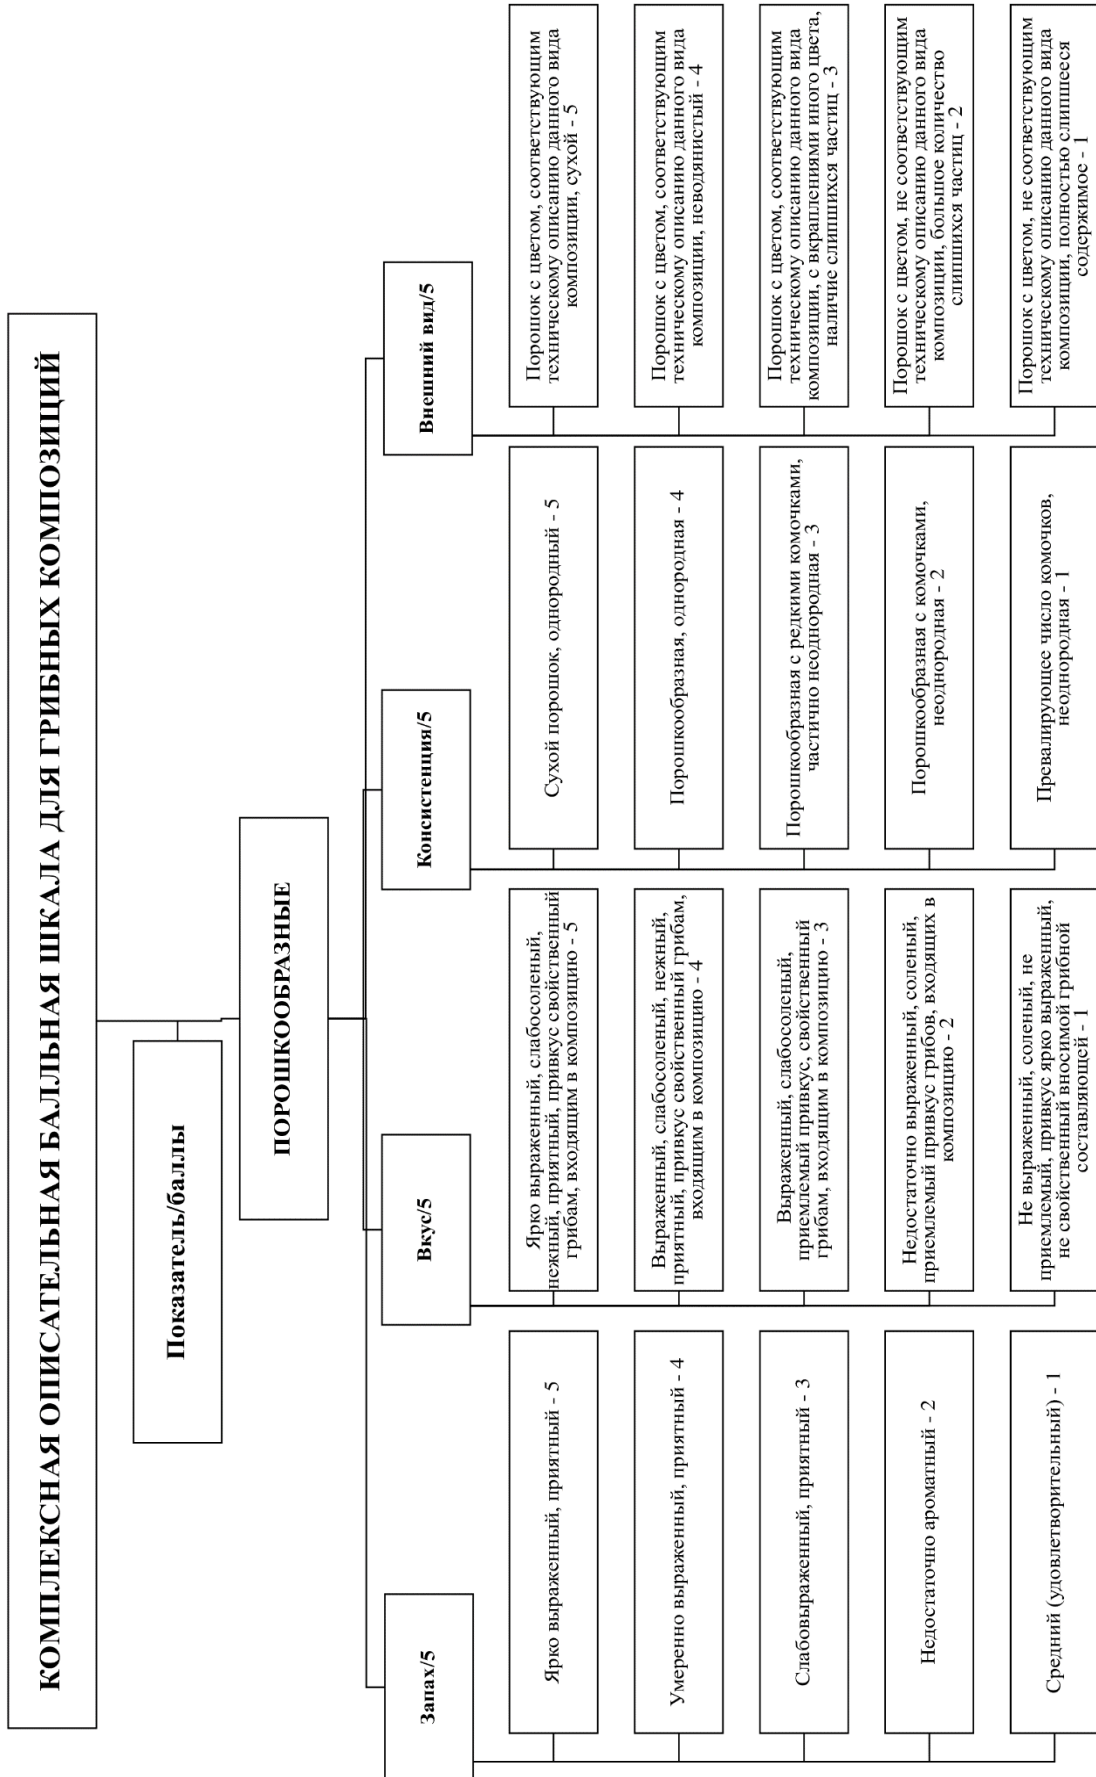 КОМПЛЕКСНАЯ ОПИСАТЕЛЬНАЯ БАЛЛЬНАЯ ШКАЛА ДЛЯ ГРИБНЫХ КОМПОЗИЦИЙ
Показатель/баллы
ПОРОШКООБРАЗНЫЕ
Запах/5
Ярко выраженный, приятный - 5
Умеренно выраженный, приятный - 4
Слабовыраженный, приятный - 3
Недостаточно ароматный - 2
Средний (удовлетворительный) - 1
Вкус/5
Ярко выраженный, слабосоленый,
нежный, приятный, привкус свойственный
грибам, входящим в композицию - 5
Выраженный, слабосоленый, нежный,
приятный, привкус свойственный грибам,
входящим в композицию - 4
Выраженный, слабосоленый,
приемлемый привкус, свойственный
грибам, входящим в композицию - 3
Недостаточно выраженный, соленый,
приемлемый привкус грибов, входящих в
композицию - 2
Не выраженный, соленый, не
приемлемый, привкус ярко выраженный,
не свойственный вносимой грибной
составляющей - 1
Консистенция/5
Сухой порошок, однородный - 5
Порошкообразная, однородная - 4
Порошкообразная с редкими комочками,
частично неоднородная - 3
Порошкообразная с комочками,
неоднородная - 2
Превалирующее число комочков,
неоднородная - 1
Внешний вид/5
Порошок с цветом, соответствующим
техническому описанию данного вида
композиции, сухой - 5
Порошок с цветом, соответствующим
техническому описанию данного вида
композиции, неводянистый - 4
Порошок с цветом, соответствующим
техническому описанию данного вида
композиции, с вкраплениями иного цвета,
наличие слипшихся частиц - 3
Порошок с цветом, не соответствующим
техническому описанию данного вида
композиции, большое количество
слипшихся частиц - 2
Порошок с цветом, не соответствующим
техническому описанию данного вида
композиции, полностью слипшееся
содержимое - 1